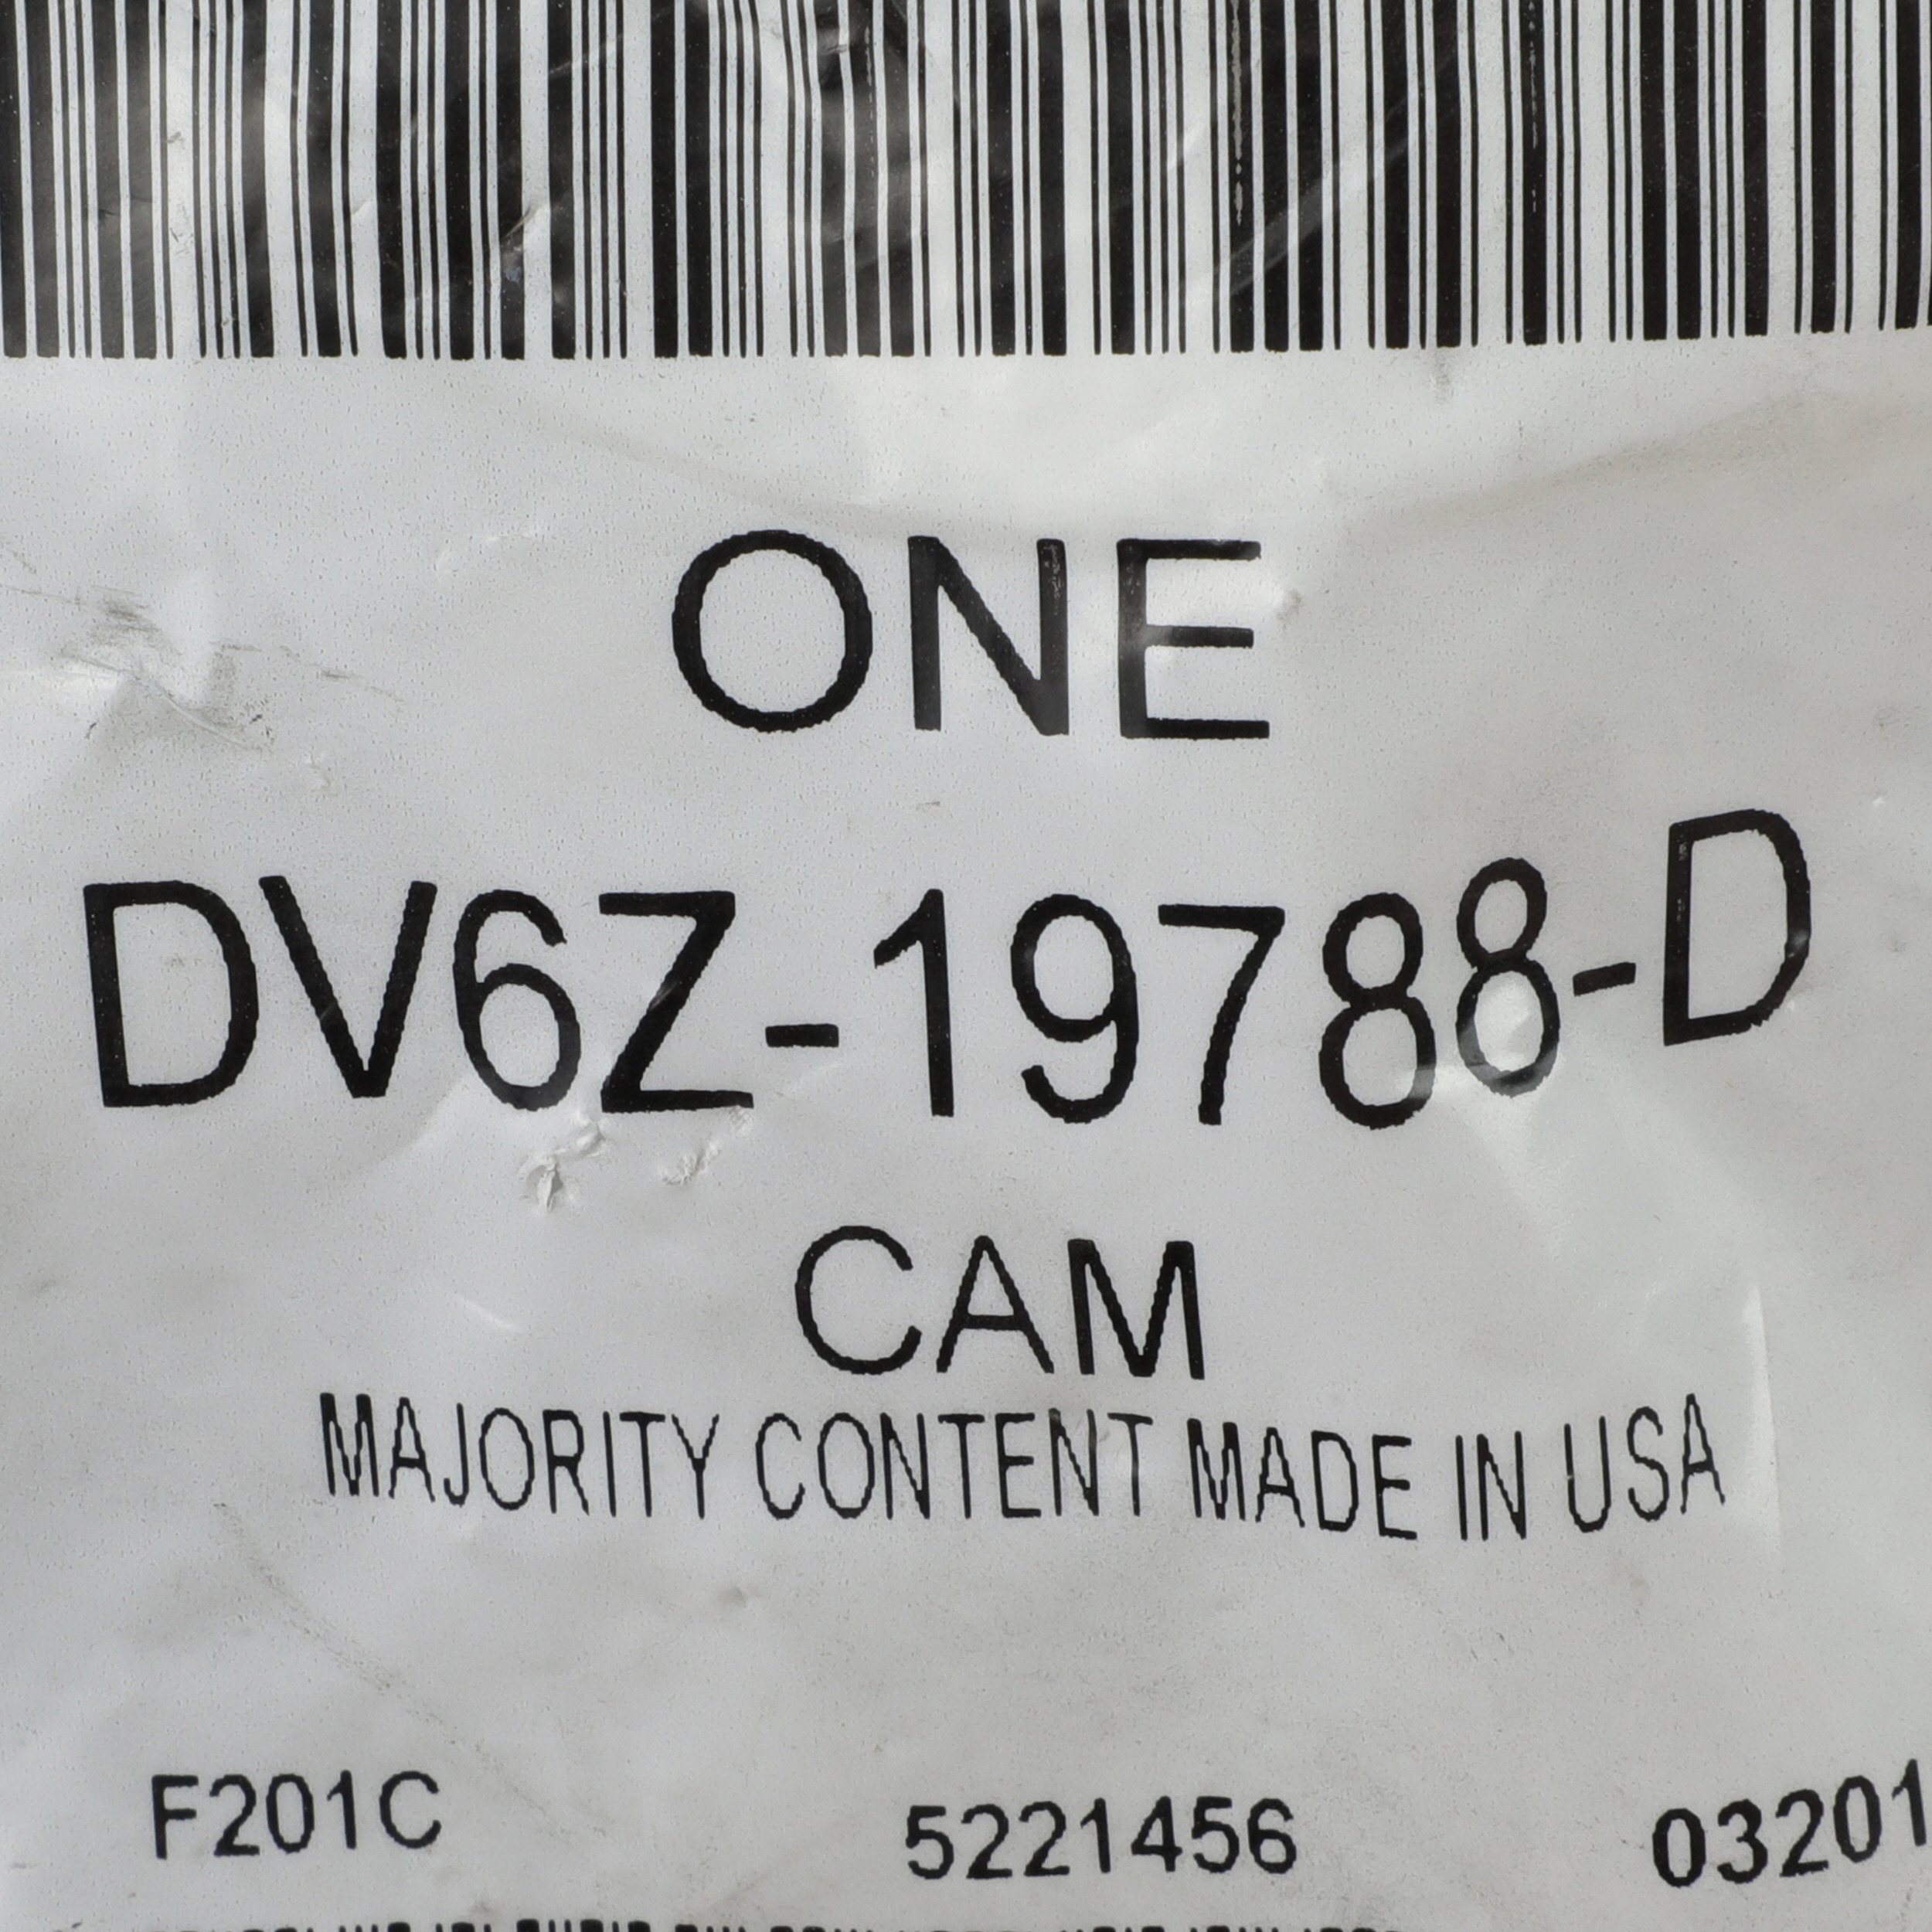 ONE
DV6Z-19788-D
CAM
MAJORITY CONTENT MADE IN USA
F201C 5221456 03201